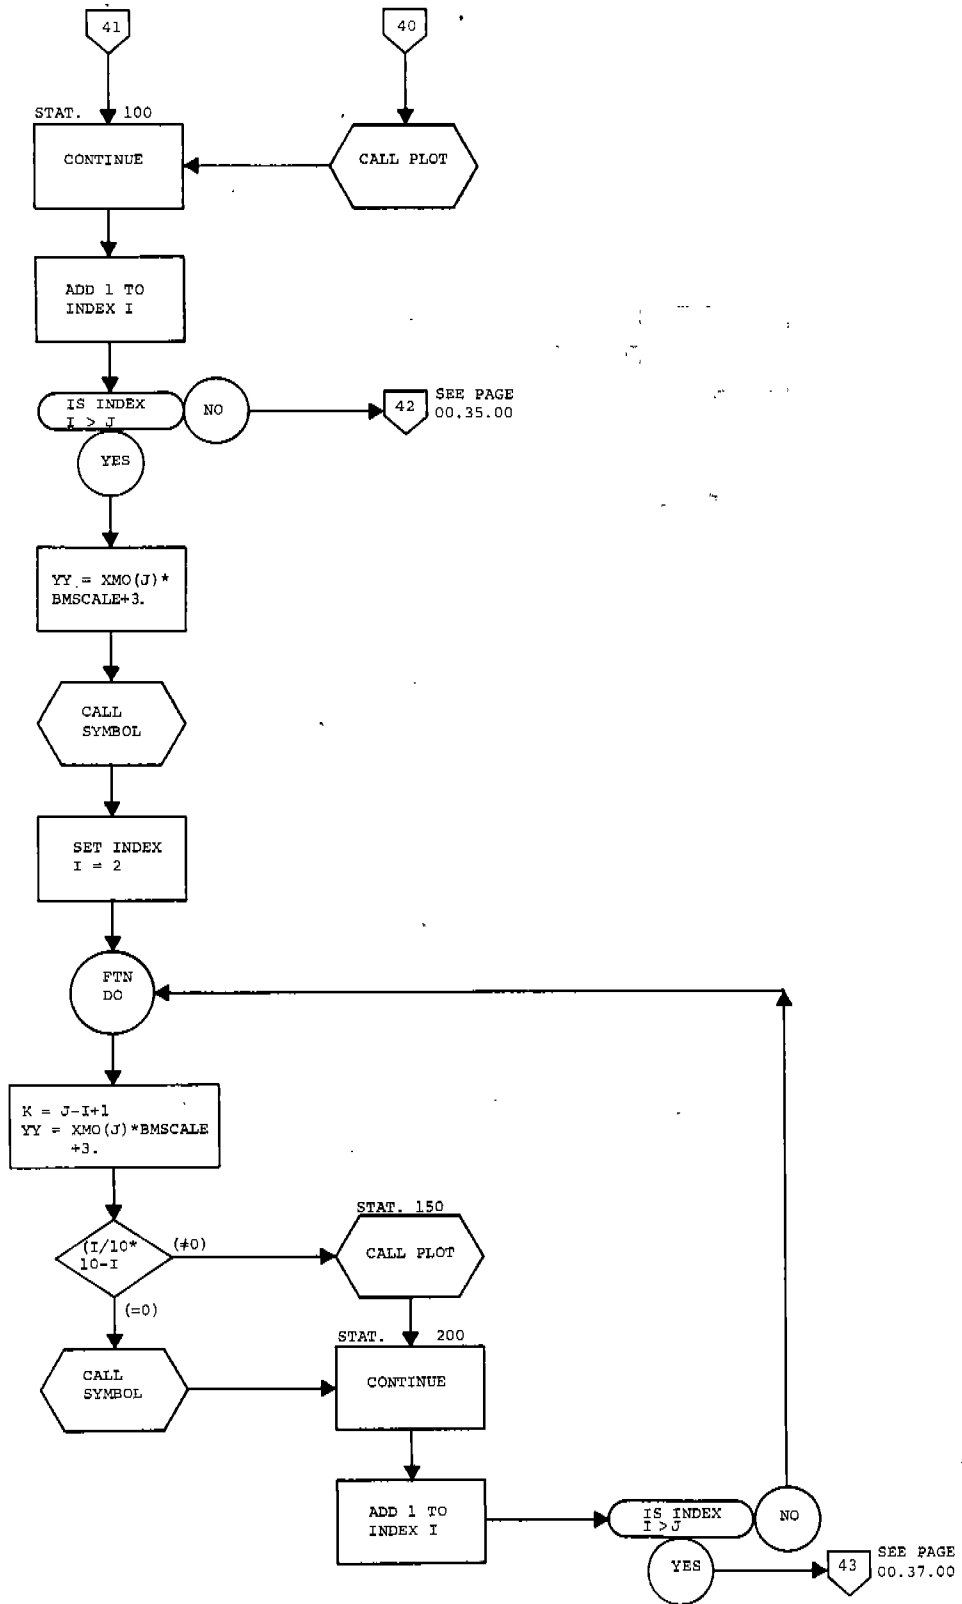 41
40
STAT. 100
CONTINUE
CALL PLOT
ADD 1 TO
INDEX I
IS INDEX
I > J
NO
42
SEE PAGE
00.35.00
YES
YY = XMO(J)*
BMSCALE+3.
CALL
SYMBOL
SET INDEX
I = 2
FTN
DO
K = J-I+1
YY = XMO(J)*BMSCALE
+3.
(I/10*
10-I
(≠0)
(=0)
STAT. 150
CALL PLOT
CALL
SYMBOL
STAT. 200
CONTINUE
ADD 1 TO
INDEX I
IS INDEX
I > J
NO
YES
43
SEE PAGE
00.37.00